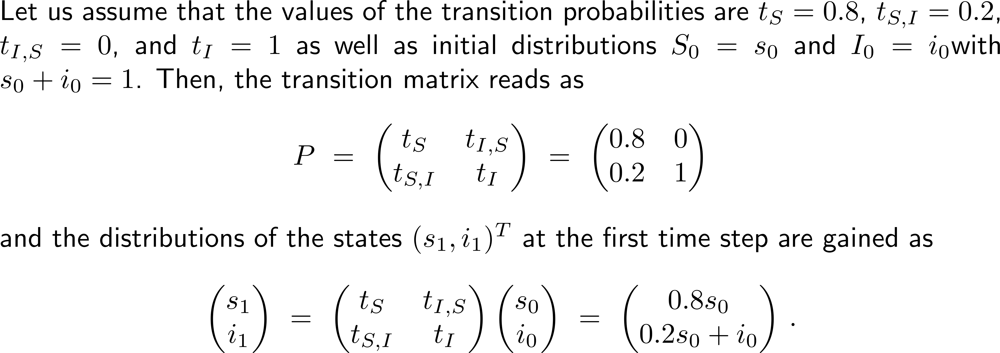 Let us assume that the values of the transition probabilities are $t_S = 0.8$, $t_{S,I} = 0.2$,
$t_{I,S} = 0$, and $t_I = 1$ as well as initial distributions $S_0 = s_0$ and $I_0 = i_0$with
$s_0 + i_0 = 1$. Then, the transition matrix reads as
$P = \begin{pmatrix} t_S & t_{I,S} \\ t_{S,I} & t_I \end{pmatrix} = \begin{pmatrix} 0.8 & 0 \\ 0.2 & 1 \end{pmatrix}$
and the distributions of the states $(s_1, i_1)^T$ at the first time step are gained as
$\begin{pmatrix} s_1 \\ i_1 \end{pmatrix} = \begin{pmatrix} t_S & t_{I,S} \\ t_{S,I} & t_I \end{pmatrix} \begin{pmatrix} s_0 \\ i_0 \end{pmatrix} = \begin{pmatrix} 0.8s_0 \\ 0.2s_0 + i_0 \end{pmatrix}.$